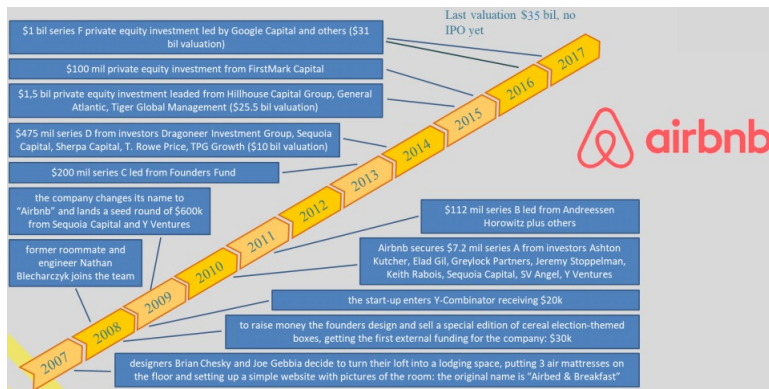 Last valuation $35 bil, no
IPO yet
$1 bil series F private equity investment led by Google Capital and others ($31
bil valuation)
$100 mil private equity investment from FirstMark Capital
$1,5 bil private equity investment leaded from Hillhouse Capital Group, General
Atlantic, Tiger Global Management ($25.5 bil valuation)
$475 mil series D from investors Dragoneer Investment Group, Sequoia
Capital, Sherpa Capital, T. Rowe Price, TPG Growth ($10 bil valuation)
$200 mil series C led from Founders Fund
the company changes its name to
"Airbnb" and lands a seed round of $600k
from Sequoia Capital and Y Ventures
former roommate and
engineer Nathan
Blecharczyk joins the team
2017
2016
2015
2014
2013
2012
2011
2010
2009
2008
2007
airbnb
$112 mil series B led from Andreessen
Horowitz plus others
Airbnb secures $7.2 mil series A from investors Ashton
Kutcher, Elad Gil, Greylock Partners, Jeremy Stoppelman,
Keith Rabois, Sequoia Capital, SV Angel, Y Ventures
the start-up enters Y-Combinator receiving $20k
to raise money the founders design and sell a special edition of cereal election-themed
boxes, getting the first external funding for the company: $30k
designers Brian Chesky and Joe Gebbia decide to turn their loft into a lodging space, putting 3 air mattresses on
the floor and setting up a simple website with pictures of the room: the original name is "Airbed & Breakfast"